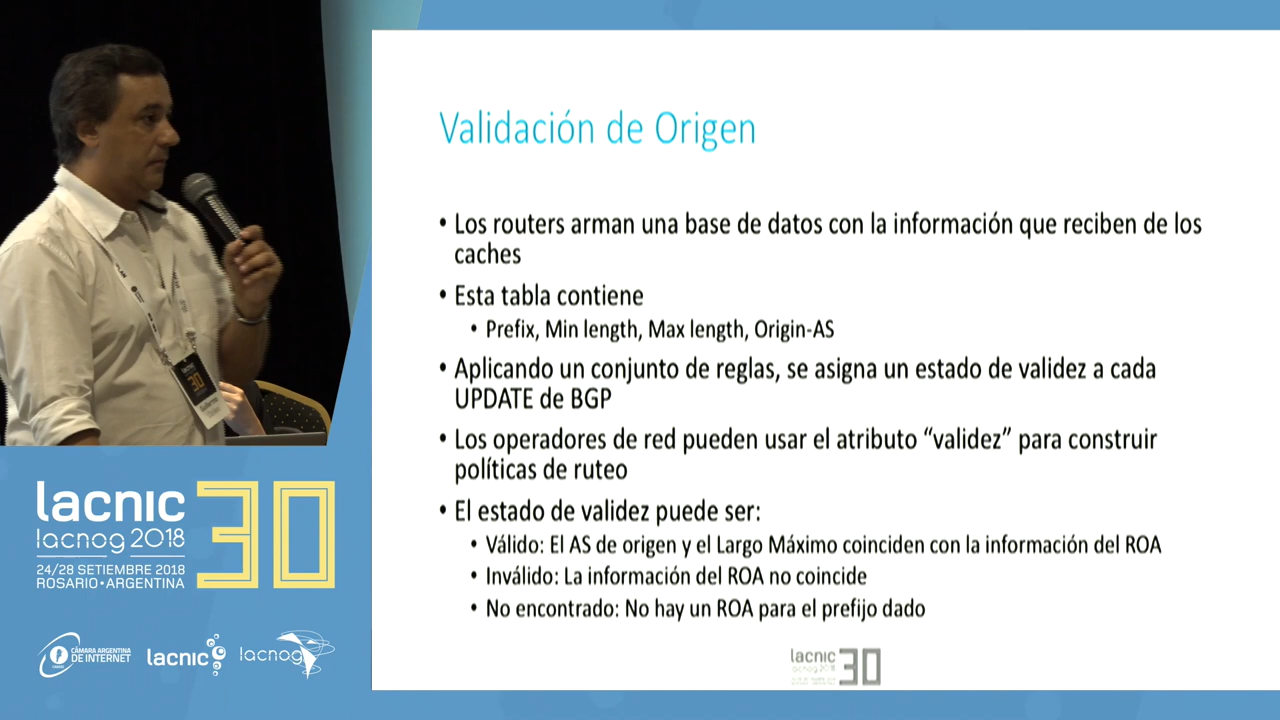 Validación de Origen
• Los routers arman una base de datos con la información que reciben de los
caches
• Esta tabla contiene
• Prefix, Min length, Max length, Origin-AS
• Aplicando un conjunto de reglas, se asigna un estado de validez a cada
UPDATE de BGP
• Los operadores de red pueden usar el atributo “validez” para construir
políticas de ruteo
• El estado de validez puede ser:
• Válido: El AS de origen y el Largo Máximo coinciden con la información del ROA
• Inválido: La información del ROA no coincide
• No encontrado: No hay un ROA para el prefijo dado
lacnic 30
lacnog 2018
30
lacnic 30
lacnog 2018
24/28 SETIEMBRE 2018
ROSARIO•ARGENTINA
CÁMARA ARGENTINA
DE INTERNET
lacnic
lacnog